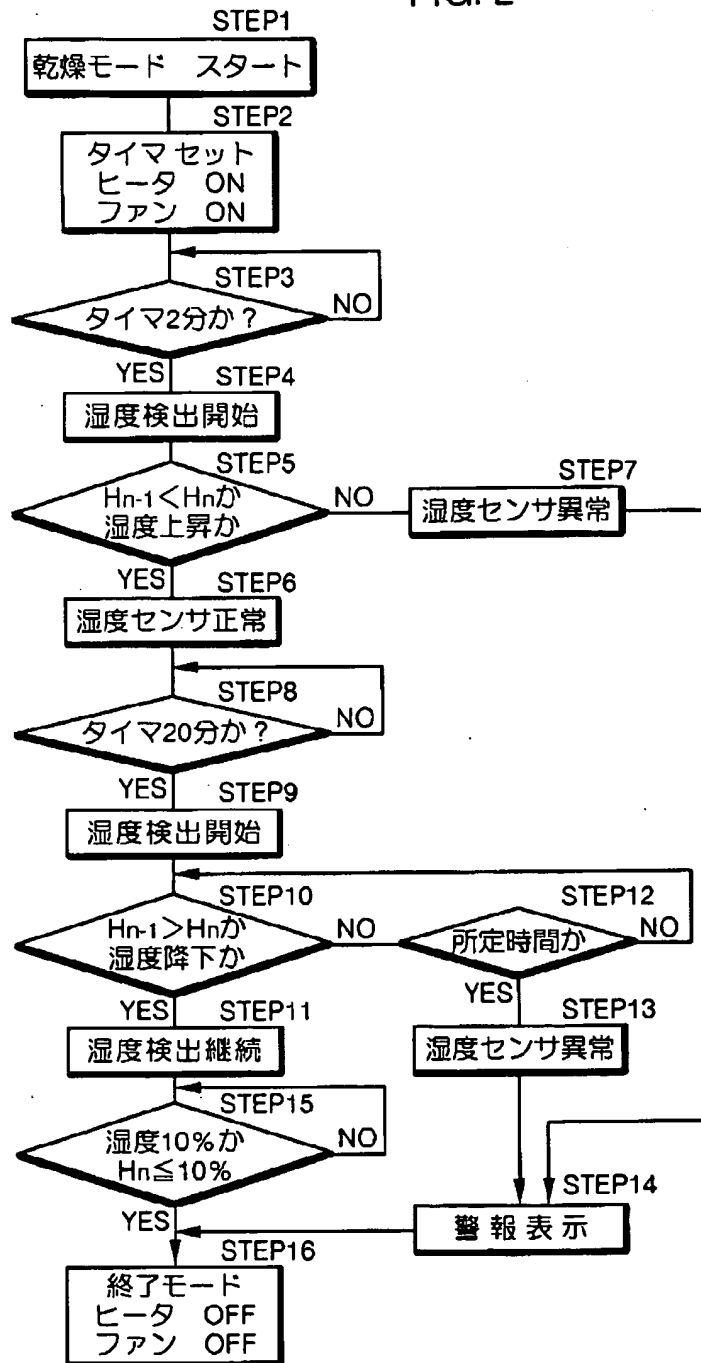 FIG. 2
STEP1
乾燥モード スタート
STEP2
タイマ セット
ヒータ ON
ファン ON
STEP3
タイマ2分か?
NO
YES
STEP4
湿度検出開始
STEP5
Hn-1<Hnか
湿度上昇か
NO
STEP7
湿度センサ異常
YES
STEP6
湿度センサ正常
STEP8
タイマ20分か?
NO
YES
STEP9
湿度検出開始
STEP10
Hn-1>Hnか
湿度降下か
NO
STEP12
所定時間か
NO
YES
STEP11
湿度検出継続
YES
STEP13
湿度センサ異常
STEP15
湿度10%か
Hn≦10%
NO
STEP14
警報表示
YES
STEP16
終了モード
ヒータ OFF
ファン OFF